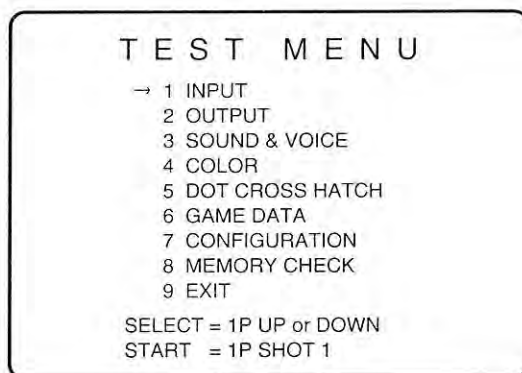 TEST MENU
→ 1 INPUT
2 OUTPUT
3 SOUND & VOICE
4 COLOR
5 DOT CROSS HATCH
6 GAME DATA
7 CONFIGURATION
8 MEMORY CHECK
9 EXIT
SELECT = 1P UP or DOWN
START = 1P SHOT 1